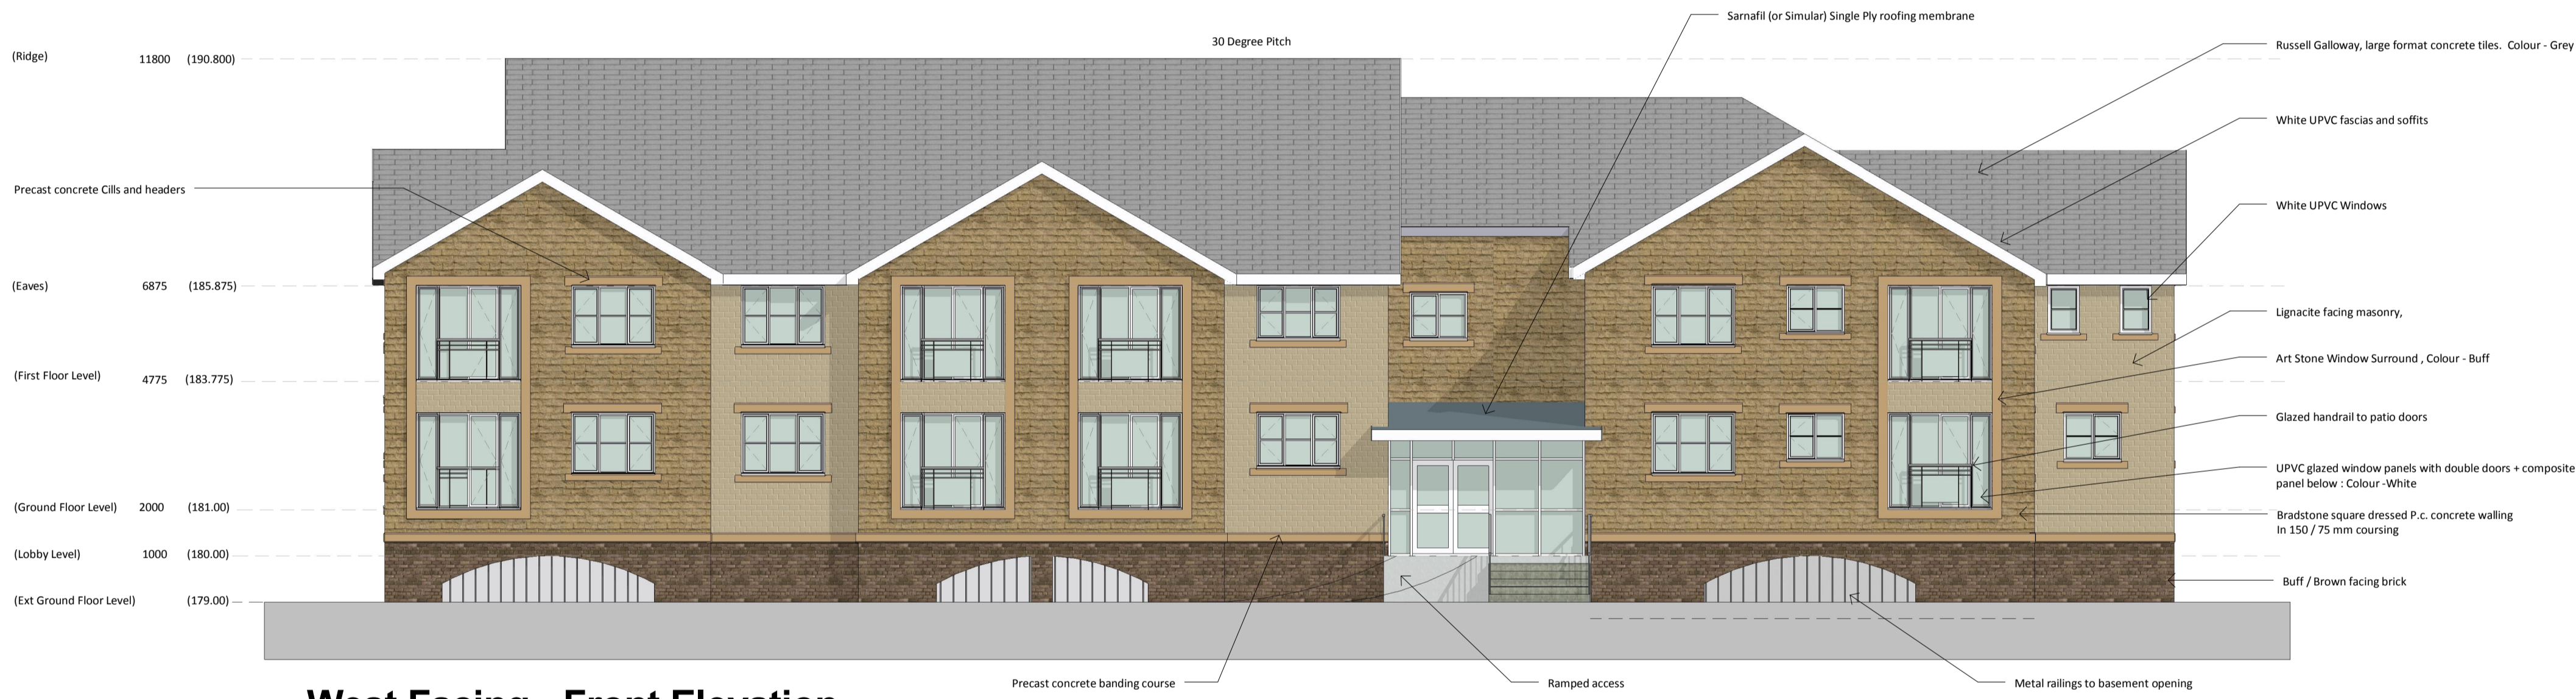 Sarnafil (or Simular) Single Ply roofing membrane
30 Degree Pitch
Russell Galloway, large format concrete tiles. Colour - Grey
(Ridge) 11800 (190.800)
White UPVC fascias and soffits
Precast concrete Cills and headers
White UPVC Windows
(Eaves) 6875 (185.875)
Lignacite facing masonry,
Art Stone Window Surround , Colour - Buff
(First Floor Level) 4775 (183.775)
Glazed handrail to patio doors
UPVC glazed window panels with double doors + composite
panel below : Colour -White
(Ground Floor Level) 2000 (181.00)
Bradstone square dressed P.c. concrete walling
In 150 / 75 mm coursing
(Lobby Level) 1000 (180.00)
Buff / Brown facing brick
(Ext Ground Floor Level) (179.00)
Precast concrete banding course
Ramped access
Metal railings to basement opening
West Facing - Front Elevation